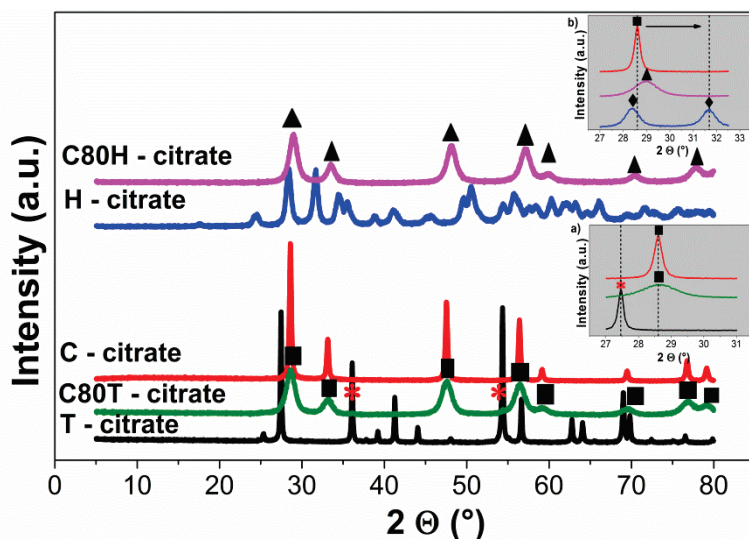 b)
Intensity (a.u.)
27 28 29 30 31 32 33
2 Θ (°)
a)
Intensity (a.u.)
27 28 29 30 31
2 Θ (°)
Intensity (a.u.)
C80H - citrate
H - citrate
C - citrate
C80T - citrate
T - citrate
0 10 20 30 40 50 60 70 80
2 Θ (°)